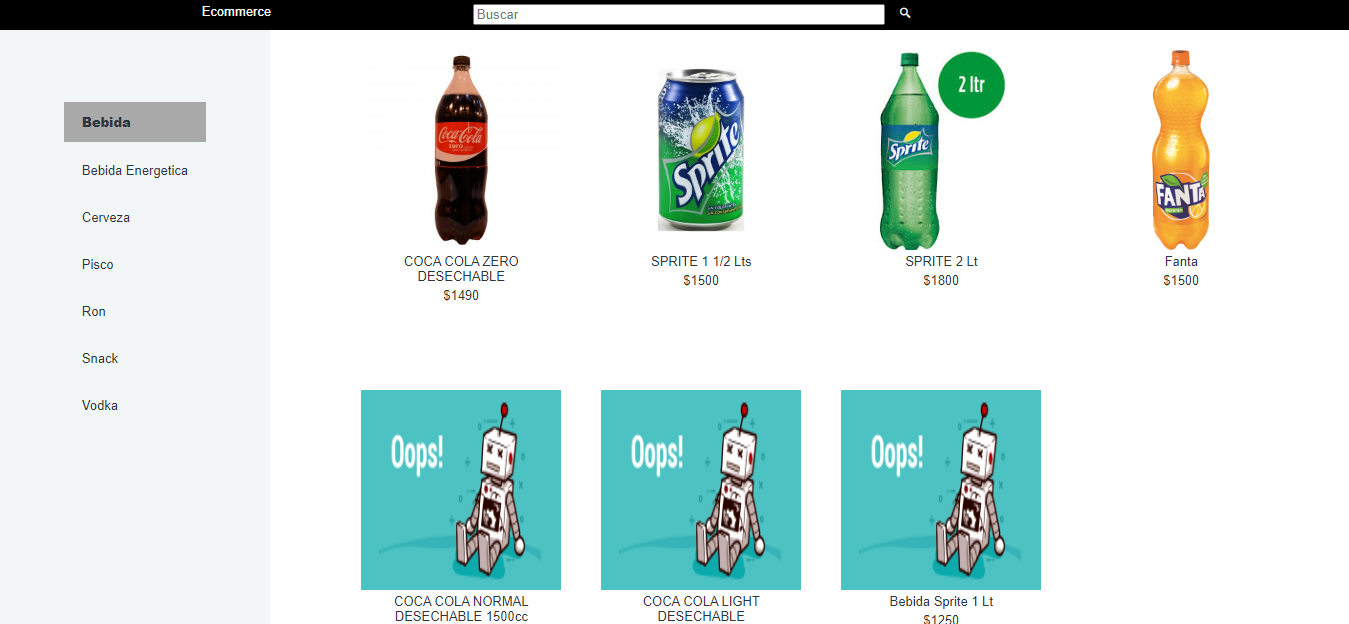 Ecommerce
Buscar
Bebida
Bebida Energetica
Cerveza
Pisco
Ron
Snack
Vodka
Coca-Cola
zero
Sprite
Sprite
2 ltr
FANTA
COCA COLA ZERO
DESECHABLE
$1490
SPRITE 1 1/2 Lts
$1500
SPRITE 2 Lt
$1800
Fanta
$1500
Oops!
Oops!
Oops!
COCA COLA NORMAL
DESECHABLE 1500cc
COCA COLA LIGHT
DESECHABLE
Bebida Sprite 1 Lt
$1250